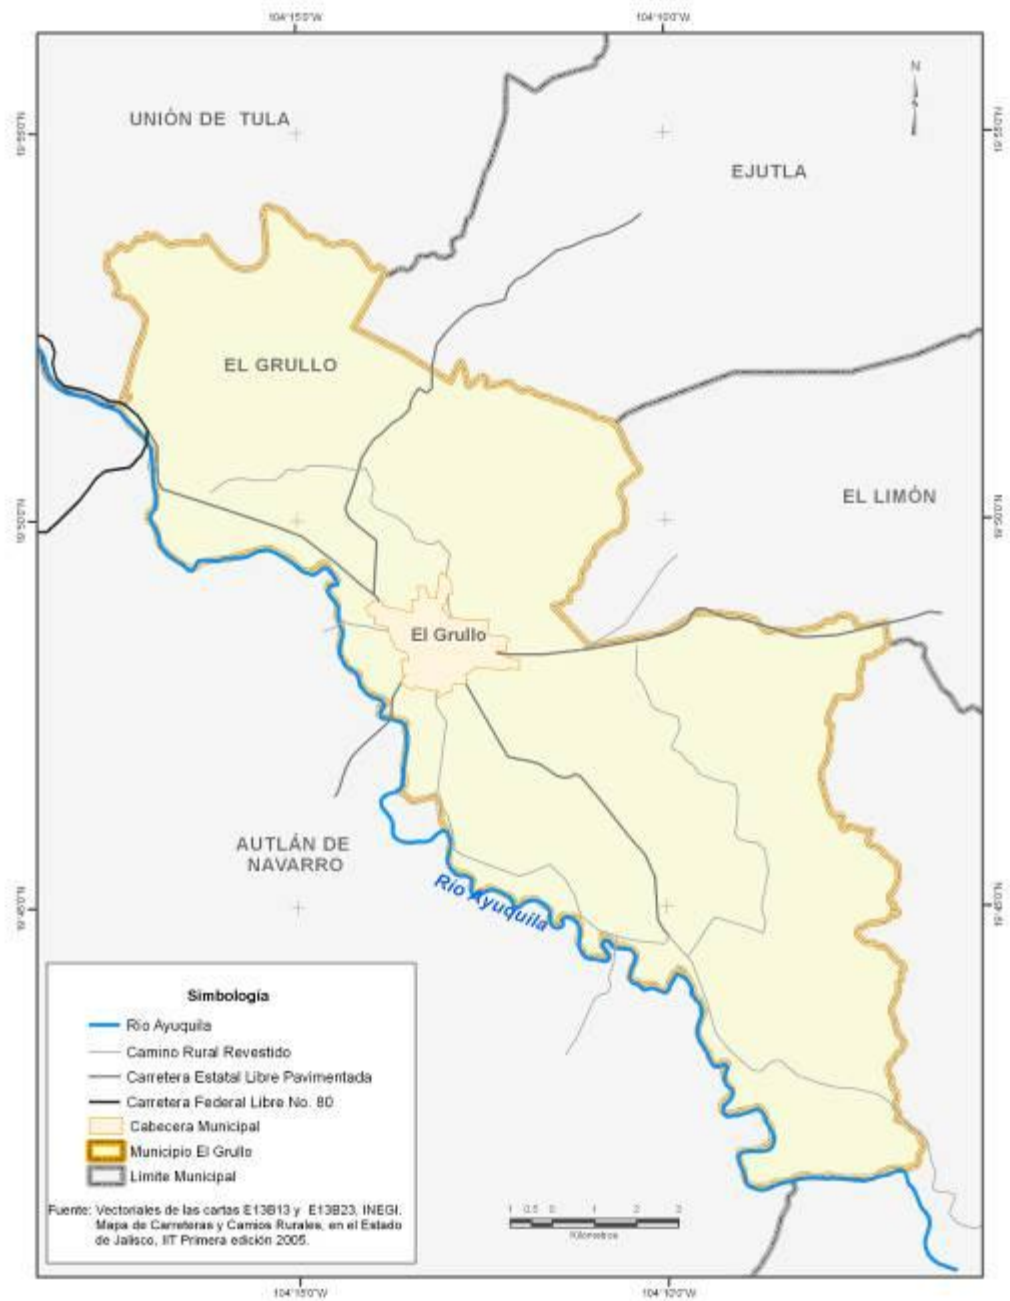 104°15'0"W 104°10'0"W
N
UNIÓN DE TULA
19°55'0"N 19°55'0"N
EJUTLA
EL GRULLO
EL LIMÓN
19°50'0"N 19°50'0"N
El Grullo
AUTLÁN DE
NAVARRO
Río Ayuquila
19°45'0"N 19°45'0"N
Simbología
Río Ayuquila
Camino Rural Revestido
Carretera Estatal Libre Pavimentada
Carretera Federal Libre No. 80
Cabecera Municipal
Municipio El Grullo
Limite Municipal
Fuente: Vectoriales de las cartas E13B13 y E13B23, INEGI.
Mapa de Carreteras y Camios Rurales, en el Estado
de Jalisco, IIT Primera edición 2005.
1 0.5 0 1 2 3
Kilómetros
104°15'0"W 104°10'0"W